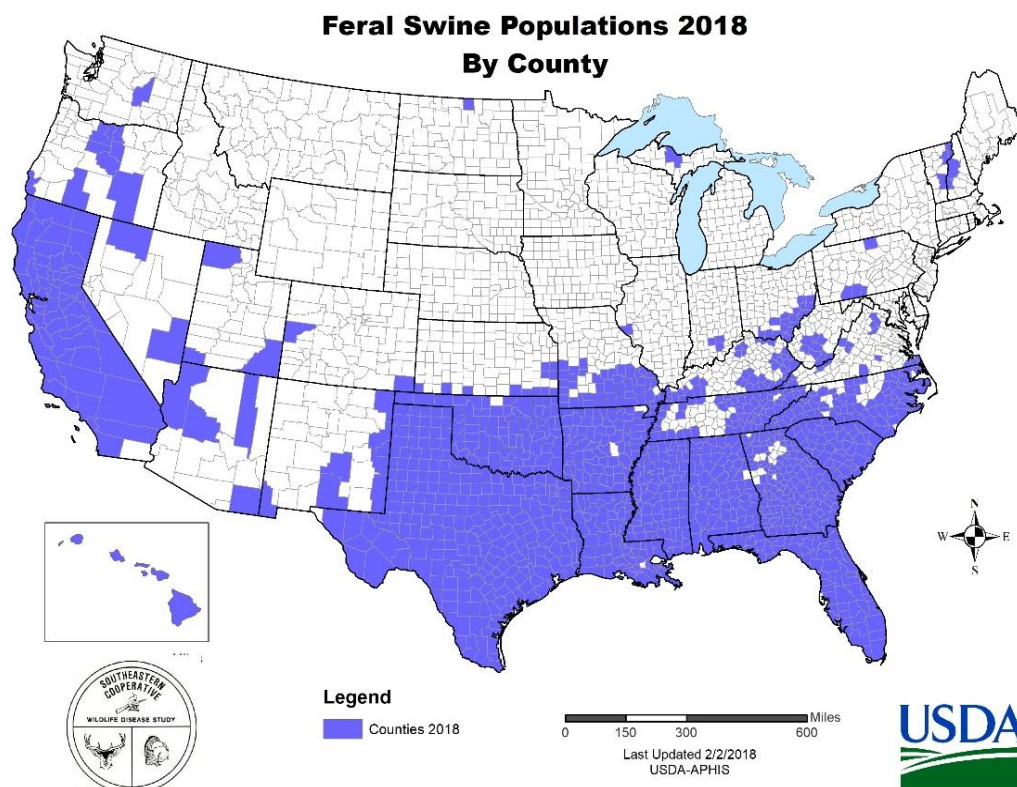 Feral Swine Populations 2018
By County
N
W E
S
SOUTHEASTERN
COOPERATIVE
WILDLIFE DISEASE STUDY
Legend
Counties 2018
Miles
0 150 300 600
Last Updated 2/2/2018
USDA-APHIS
USDA